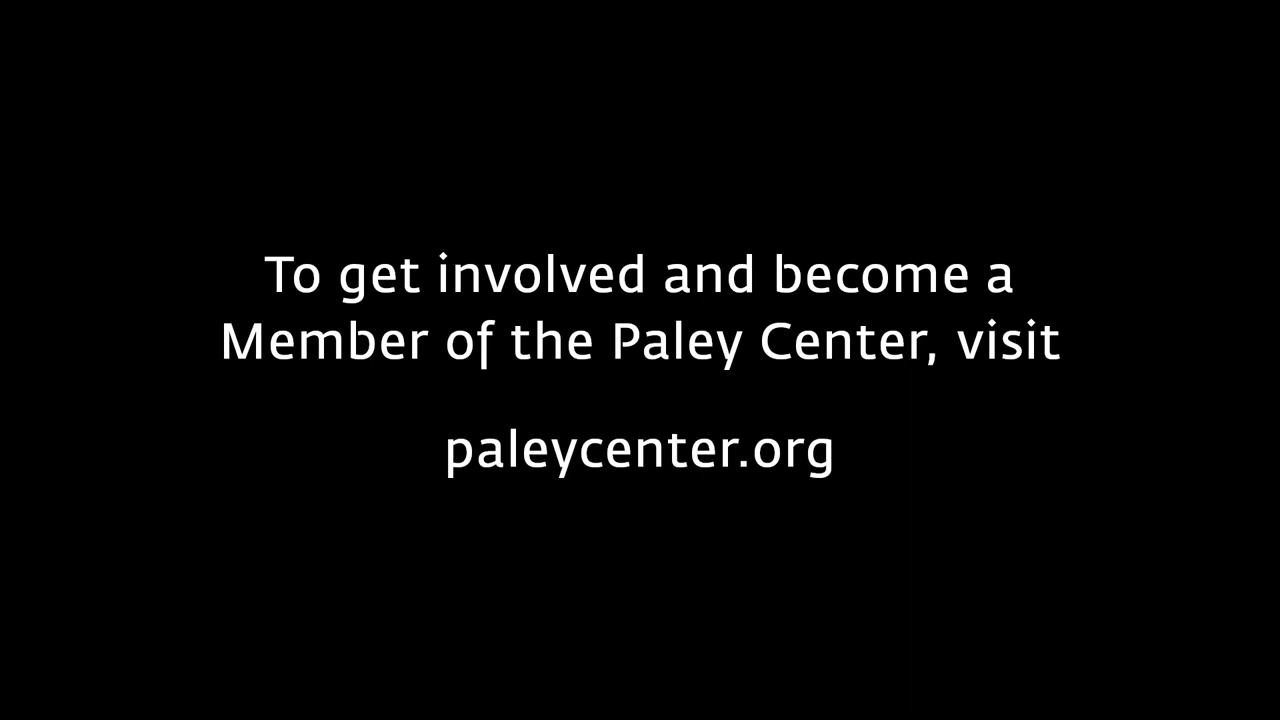 To get involved and become a
Member of the Paley Center, visit
paleycenter.org